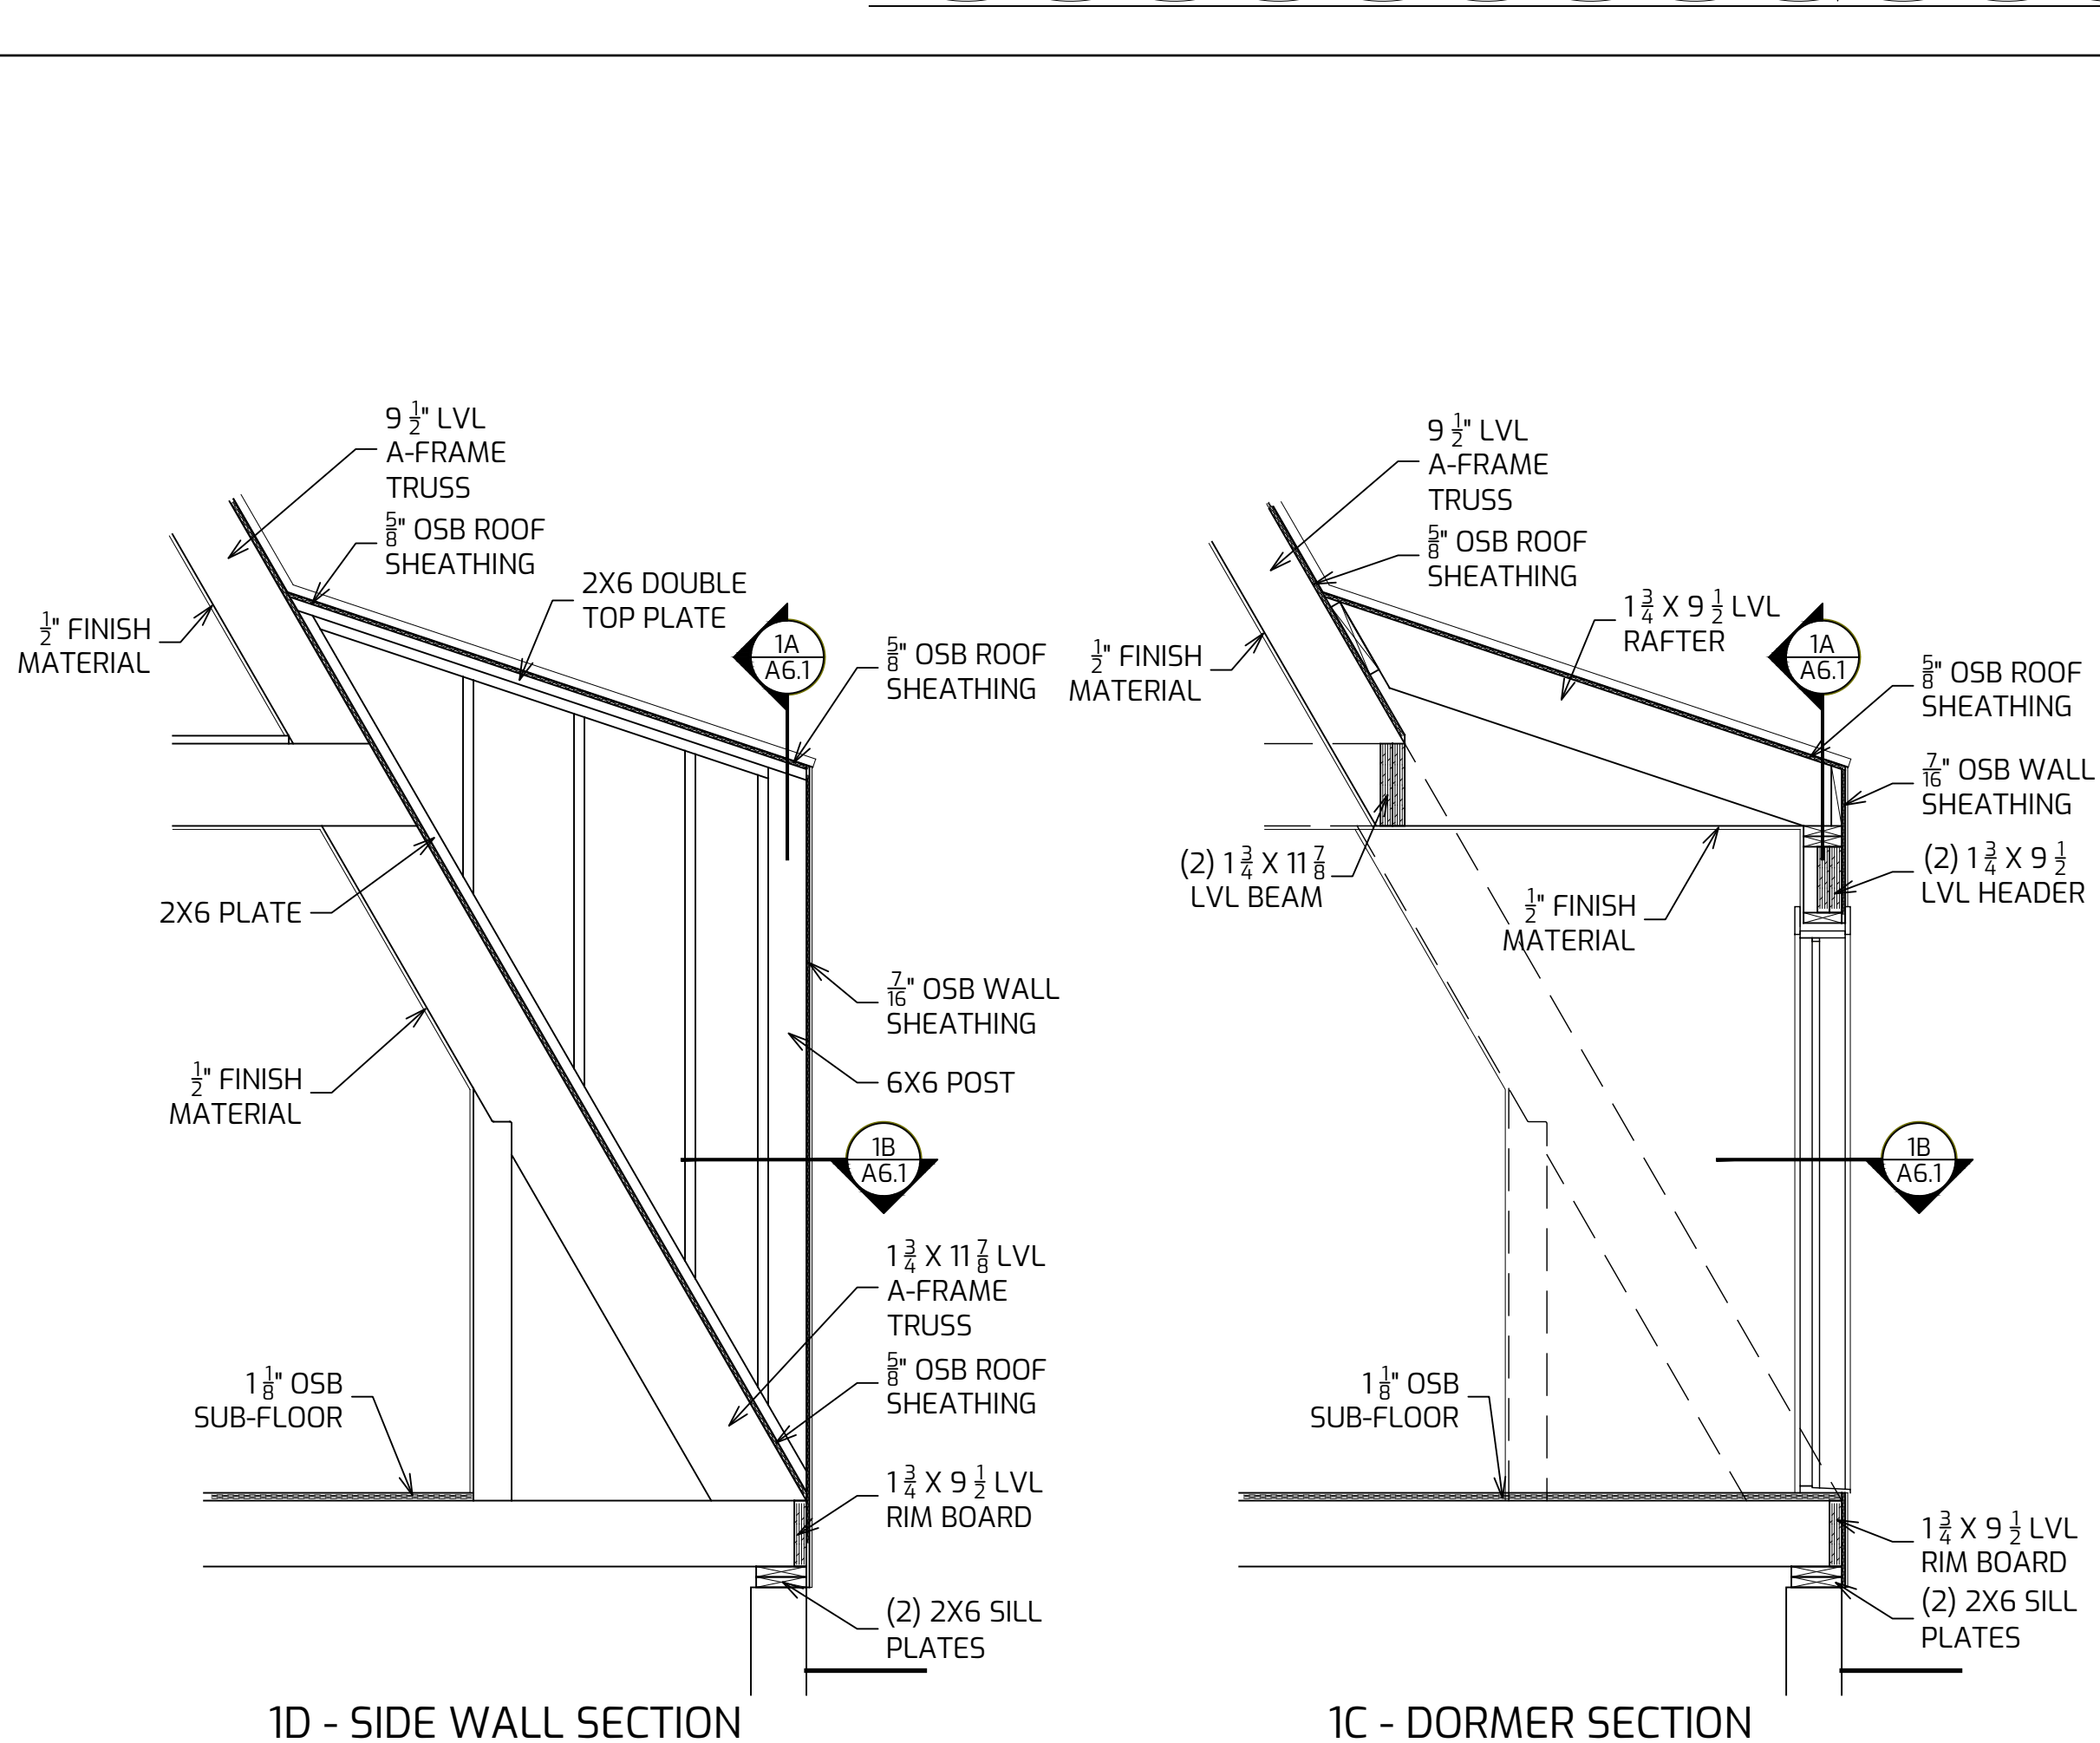 9 1/2" LVL
A-FRAME
TRUSS
5/8" OSB ROOF
SHEATHING
2X6 DOUBLE
TOP PLATE
1/2" FINISH
MATERIAL
1A
A6.1
5/8" OSB ROOF
SHEATHING
2X6 PLATE
7/16" OSB WALL
SHEATHING
6X6 POST
1/2" FINISH
MATERIAL
1B
A6.1
1 3/4 X 11 7/8 LVL
A-FRAME
TRUSS
5/8" OSB ROOF
SHEATHING
1 1/8" OSB
SUB-FLOOR
1 3/4 X 9 1/2 LVL
RIM BOARD
(2) 2X6 SILL
PLATES
1D - SIDE WALL SECTION
9 1/2" LVL
A-FRAME
TRUSS
5/8" OSB ROOF
SHEATHING
1 3/4 X 9 1/2 LVL
RAFTER
1/2" FINISH
MATERIAL
1A
A6.1
5/8" OSB ROOF
SHEATHING
7/16" OSB WALL
SHEATHING
(2) 1 3/4 X 11 7/8
LVL BEAM
1/2" FINISH
MATERIAL
(2) 1 3/4 X 9 1/2
LVL HEADER
1B
A6.1
1 1/8" OSB
SUB-FLOOR
1 3/4 X 9 1/2 LVL
RIM BOARD
(2) 2X6 SILL
PLATES
1C - DORMER SECTION